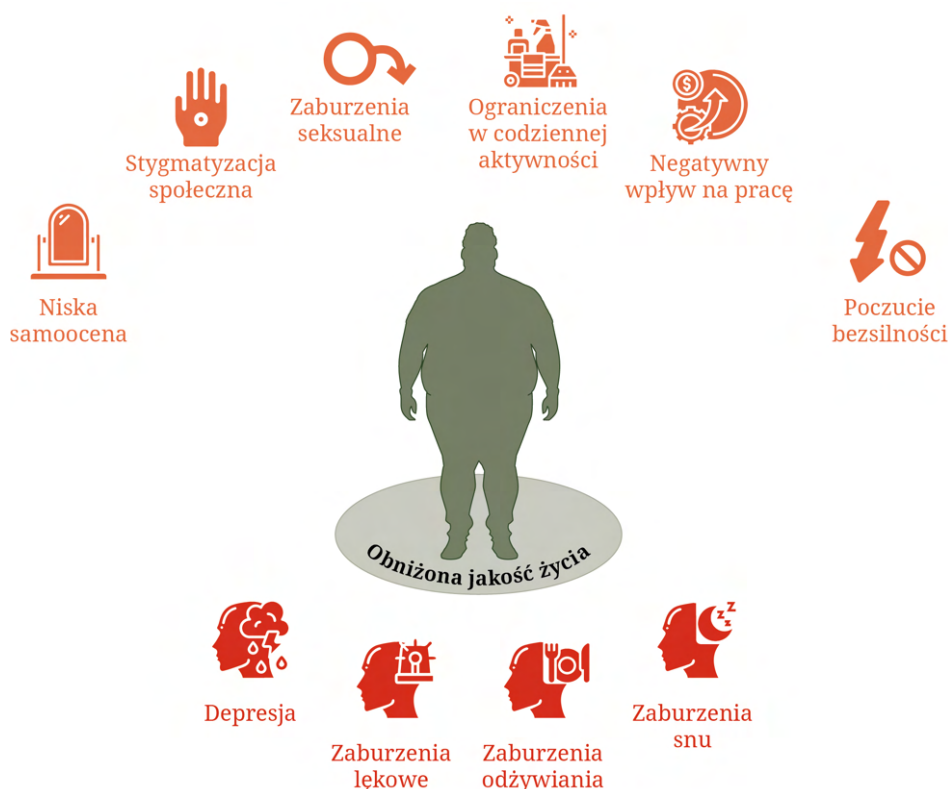 Zaburzenia
seksualne
Ograniczenia
w codziennej
aktywności
Stygmatyzacja
społeczna
Negatywny
wpływ na pracę
$
Niska
samoocena
Poczucie
bezsilności
Obniżona jakość życia
z z z
Depresja
Zaburzenia
lękowe
Zaburzenia
odżywiania
Zaburzenia
snu